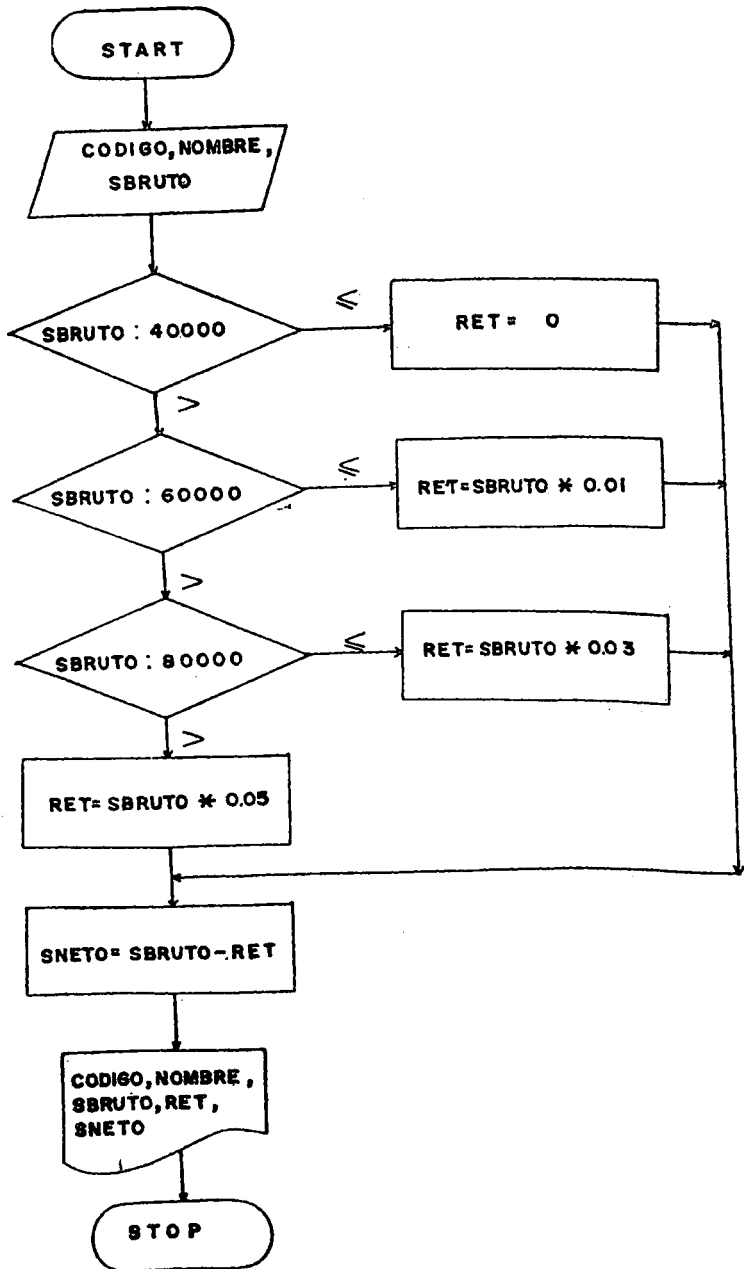 START
CODIGO, NOMBRE,
SBRUTO
SBRUTO : 40000
≤
RET = 0
>
SBRUTO : 60000
≤
RET=SBRUTO * 0.01
>
SBRUTO : 80000
≤
RET=SBRUTO * 0.03
>
RET=SBRUTO * 0.05
SNETO=SBRUTO-RET
CODIGO, NOMBRE,
SBRUTO, RET,
SNETO
STOP